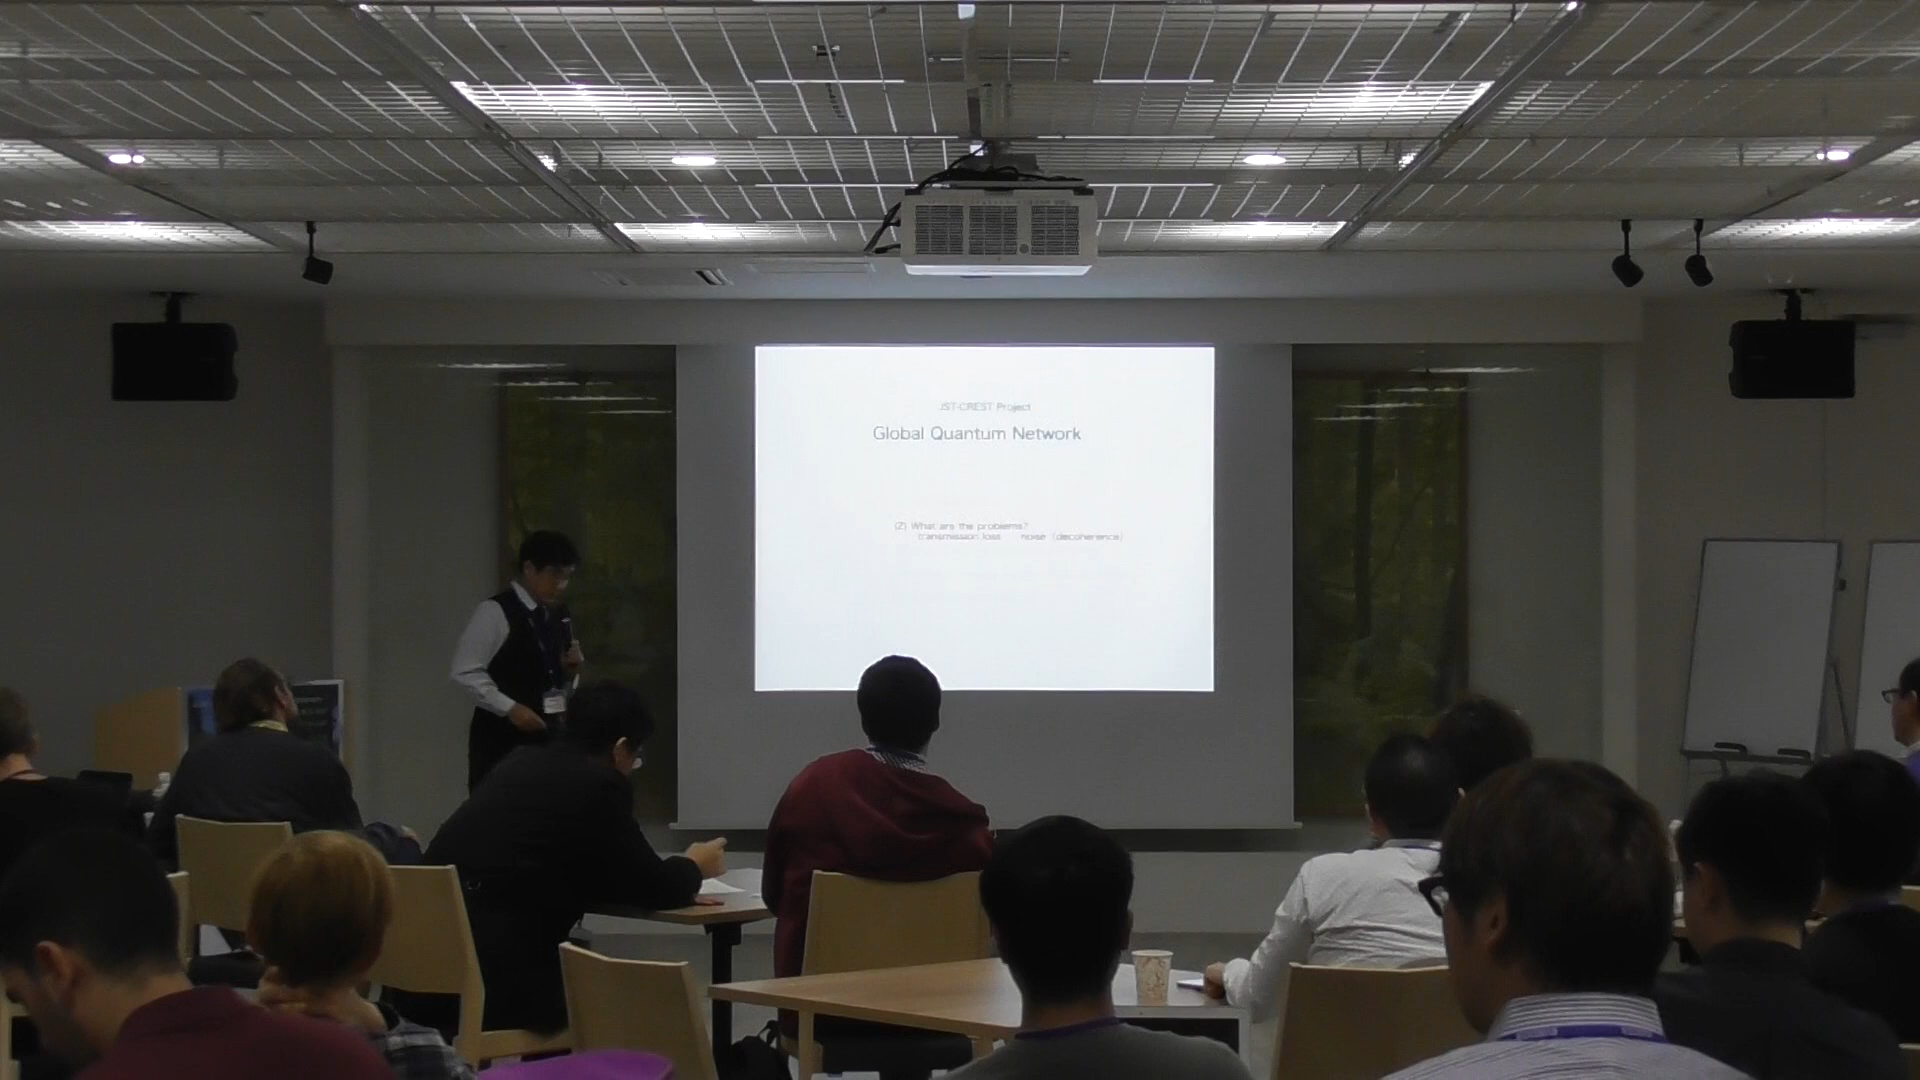 JST-CREST Project
Global Quantum Network
(2) What are the problems?
transmission loss noise (decoherence)